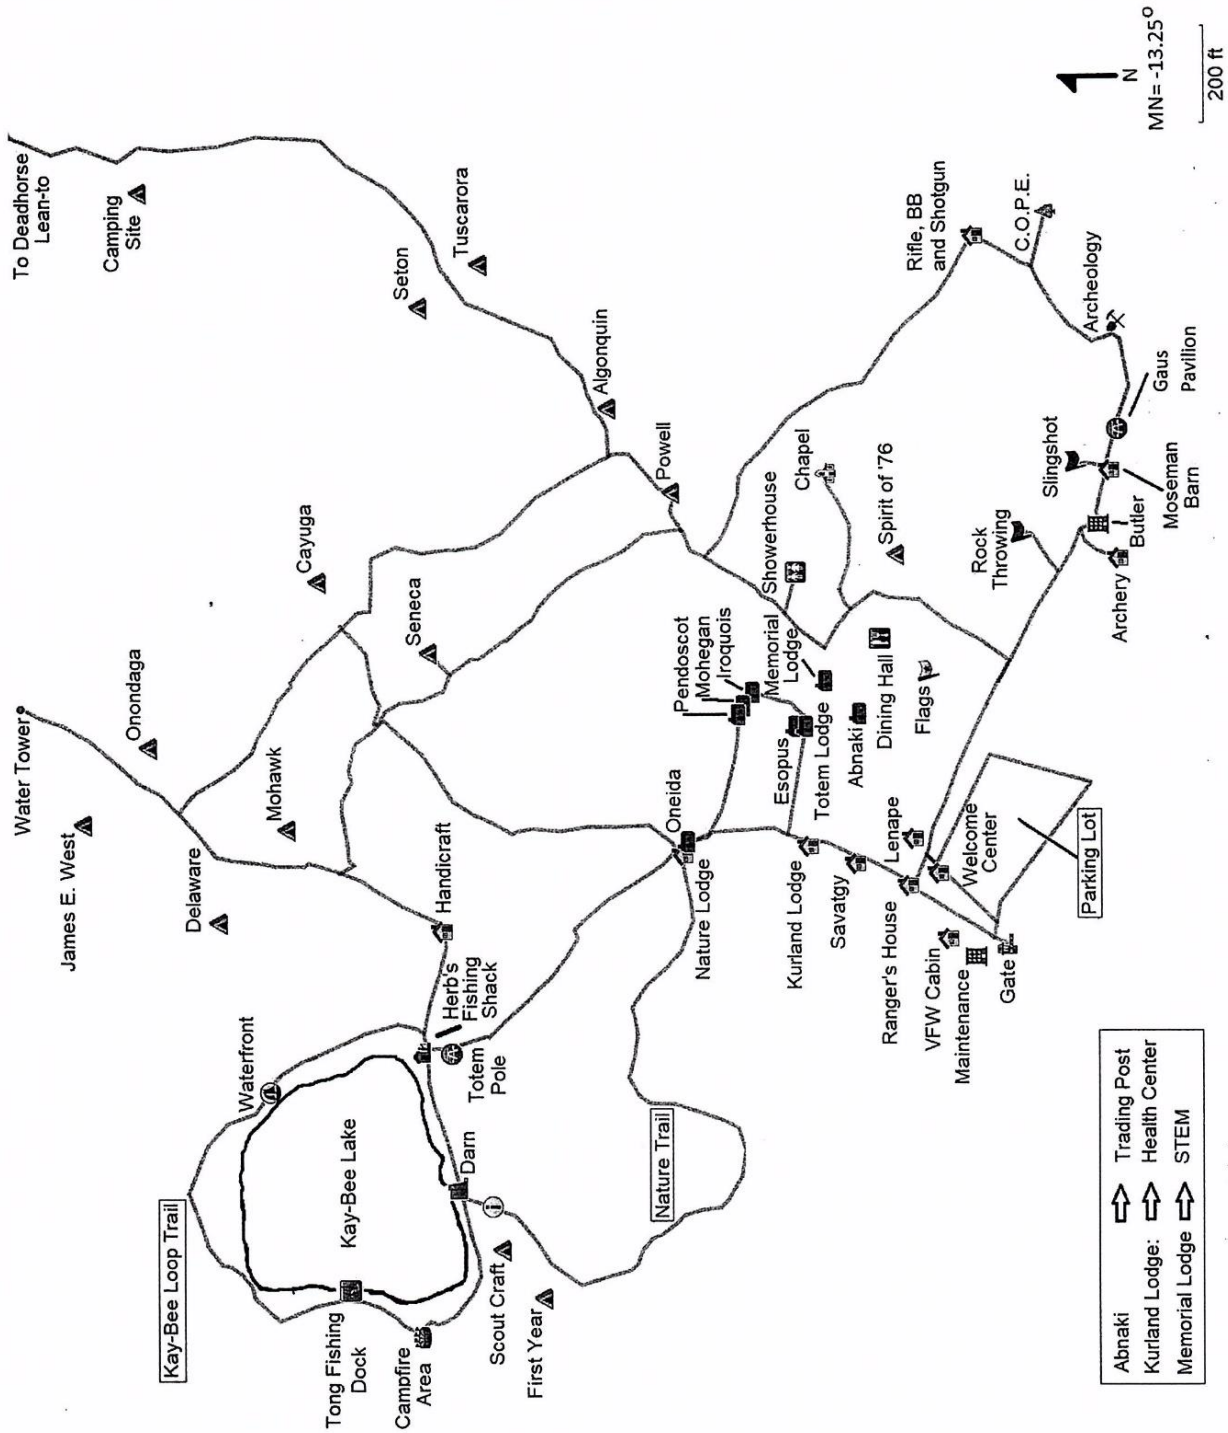 Water Tower
To Deadhorse
Lean-to
James E. West
Onondaga
Camping
Site
Kay-Bee Loop Trail
Delaware
Waterfront
Mohawk
Cayuga
Tong Fishing
Dock
Kay-Bee Lake
Campfire
Area
Seneca
Seton
Handicraft
Herb's
Fishing
Shack
Tuscarora
Darn
Totem
Pole
Scout Craft
First Year
Algonquin
Nature Trail
Nature Lodge
Oneida
Powell
Pendoscot
Mohegan
Iroquois
Memorial
Lodge
Showerhouse
Chapel
Esopus
Totem Lodge
Kurland Lodge
Savatgy
Abnaki
Dining Hall
Spirit of '76
Flags
Ranger's House
Lenape
Rifle, BB
and Shotgun
VFW Cabin
Maintenance
Gate
Welcome
Center
Rock
Throwing
C.O.P.E.
Slingshot
Parking Lot
Archeology
Archery
Butler
Moseman
Barn
Gaus
Pavilion
N
MN= -13.25°
200 ft
Abnaki ⇨ Trading Post
Kurland Lodge: ⇨ Health Center
Memorial Lodge ⇨ STEM